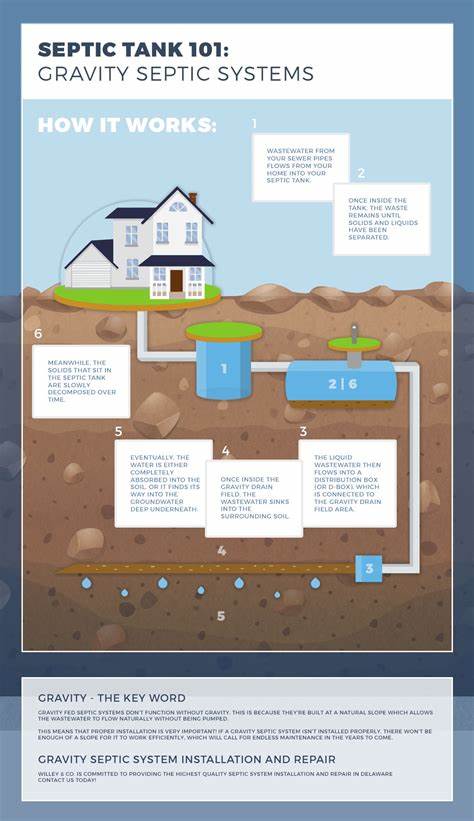 SEPTIC TANK 101:
GRAVITY SEPTIC SYSTEMS
HOW IT WORKS:
1
WASTEWATER FROM
YOUR SEWER PIPES
FLOWS FROM YOUR
HOME INTO YOUR
SEPTIC TANK.
2
ONCE INSIDE THE
TANK, THE WASTE
REMAINS UNTIL
SOLIDS AND LIQUIDS
HAVE BEEN
SEPARATED.
6
MEANWHILE, THE
SOLIDS THAT SIT IN
THE SEPTIC TANK
ARE SLOWLY
DECOMPOSED OVER
TIME.
1
2 | 6
5
EVENTUALLY, THE
WATER IS EITHER
COMPLETELY
ABSORBED INTO THE
SOIL, OR IT FINDS ITS
WAY INTO THE
GROUNDWATER
DEEP UNDERNEATH.
4
ONCE INSIDE THE
GRAVITY DRAIN
FIELD, THE
WASTEWATER SINKS
INTO THE
SURROUNDING SOIL.
3
THE LIQUID
WASTEWATER THEN
FLOWS INTO A
DISTRIBUTION BOX
(OR D-BOX), WHICH
IS CONNECTED TO
THE GRAVITY DRAIN
FIELD AREA.
4
3
5
GRAVITY - THE KEY WORD
GRAVITY FED SEPTIC SYSTEMS DON'T FUNCTION WITHOUT GRAVITY. THIS IS BECAUSE THEY'RE BUILT AT A NATURAL SLOPE WHICH ALLOWS
THE WASTEWATER TO FLOW NATURALLY WITHOUT BEING PUMPED.
THIS MEANS THAT PROPER INSTALLATION IS VERY IMPORTANT! IF A GRAVITY SEPTIC SYSTEM ISN'T INSTALLED PROPERLY, THERE WON'T BE
ENOUGH OF A SLOPE FOR IT TO WORK EFFICIENTLY, WHICH WILL CALL FOR ENDLESS MAINTENANCE IN THE YEARS TO COME.
GRAVITY SEPTIC SYSTEM INSTALLATION AND REPAIR
WILLEY & CO. IS COMMITTED TO PROVIDING THE HIGHEST QUALITY SEPTIC SYSTEM INSTALLATION AND REPAIR IN DELAWARE
CONTACT US TODAY!